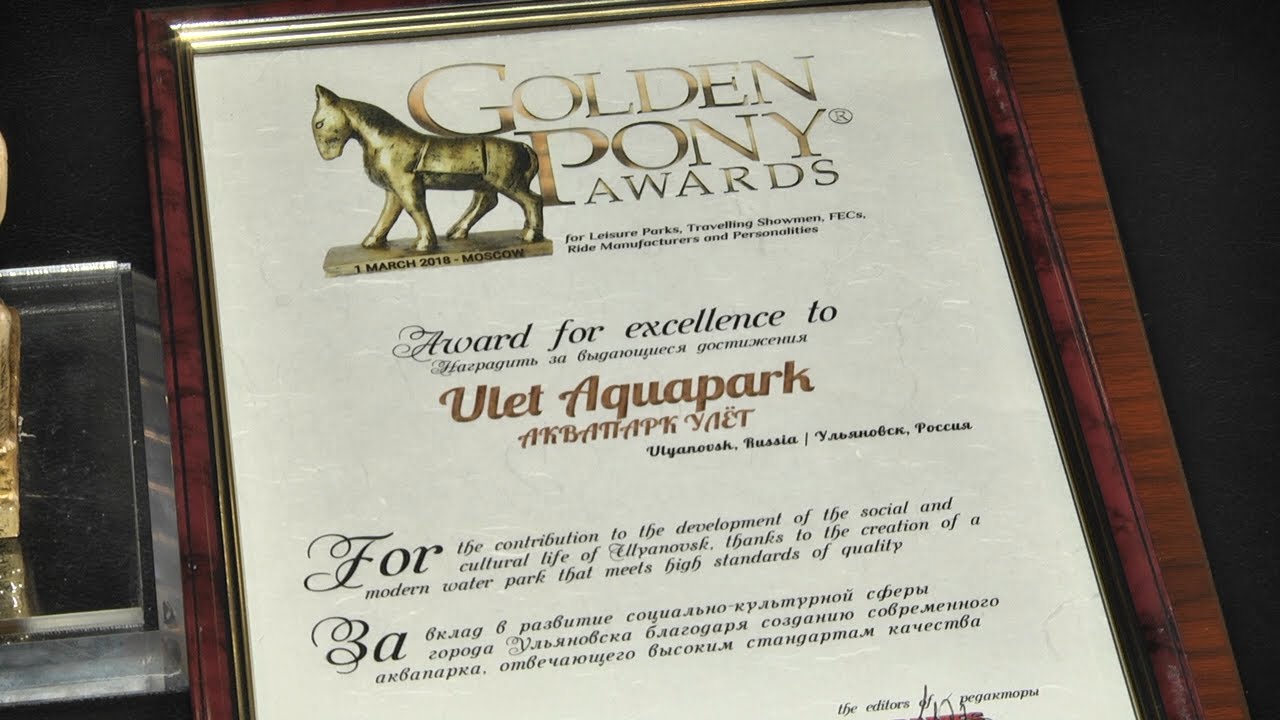 GOLDEN
PONY®
AWARDS
for Leisure Parks, Travelling Showmen, FECs,
Ride Manufacturers and Personalities
1 MARCH 2018 - MOSCOW
Award for excellence to
Наградить за выдающиеся достижения
Ulet Aquapark
АКВАПАРК УЛЁТ
Ulyanovsk, Russia | Ульяновск, Россия
For the contribution to the development of the social and
cultural life of Ullyanovsk, thanks to the creation of a
modern water park that meets high standards of quality
За вклад в развитие социально-культурной сферы
города Ульяновска благодаря созданию современного
аквапарка, отвечающего высоким стандартам качества
the editors of редакторы